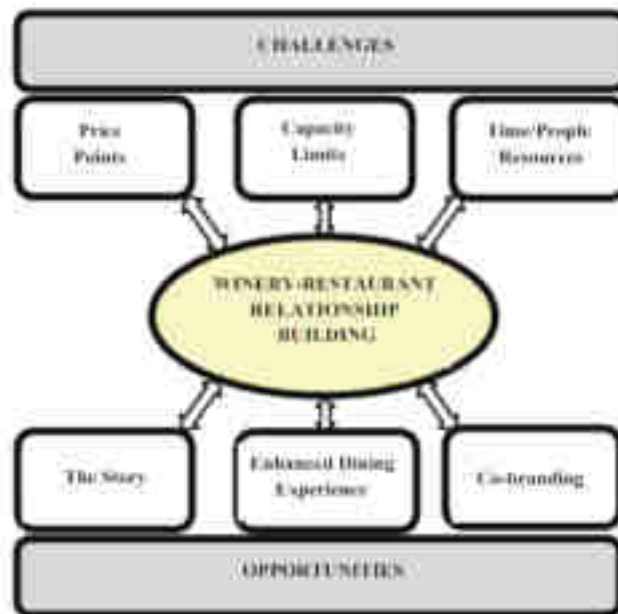 CHALLENGES
Price
Points
Capacity
Limits
Time/People
Resources
WINERY-RESTAURANT
RELATIONSHIP
BUILDING
The Story
Enhanced Dining
Experience
Co-branding
OPPORTUNITIES